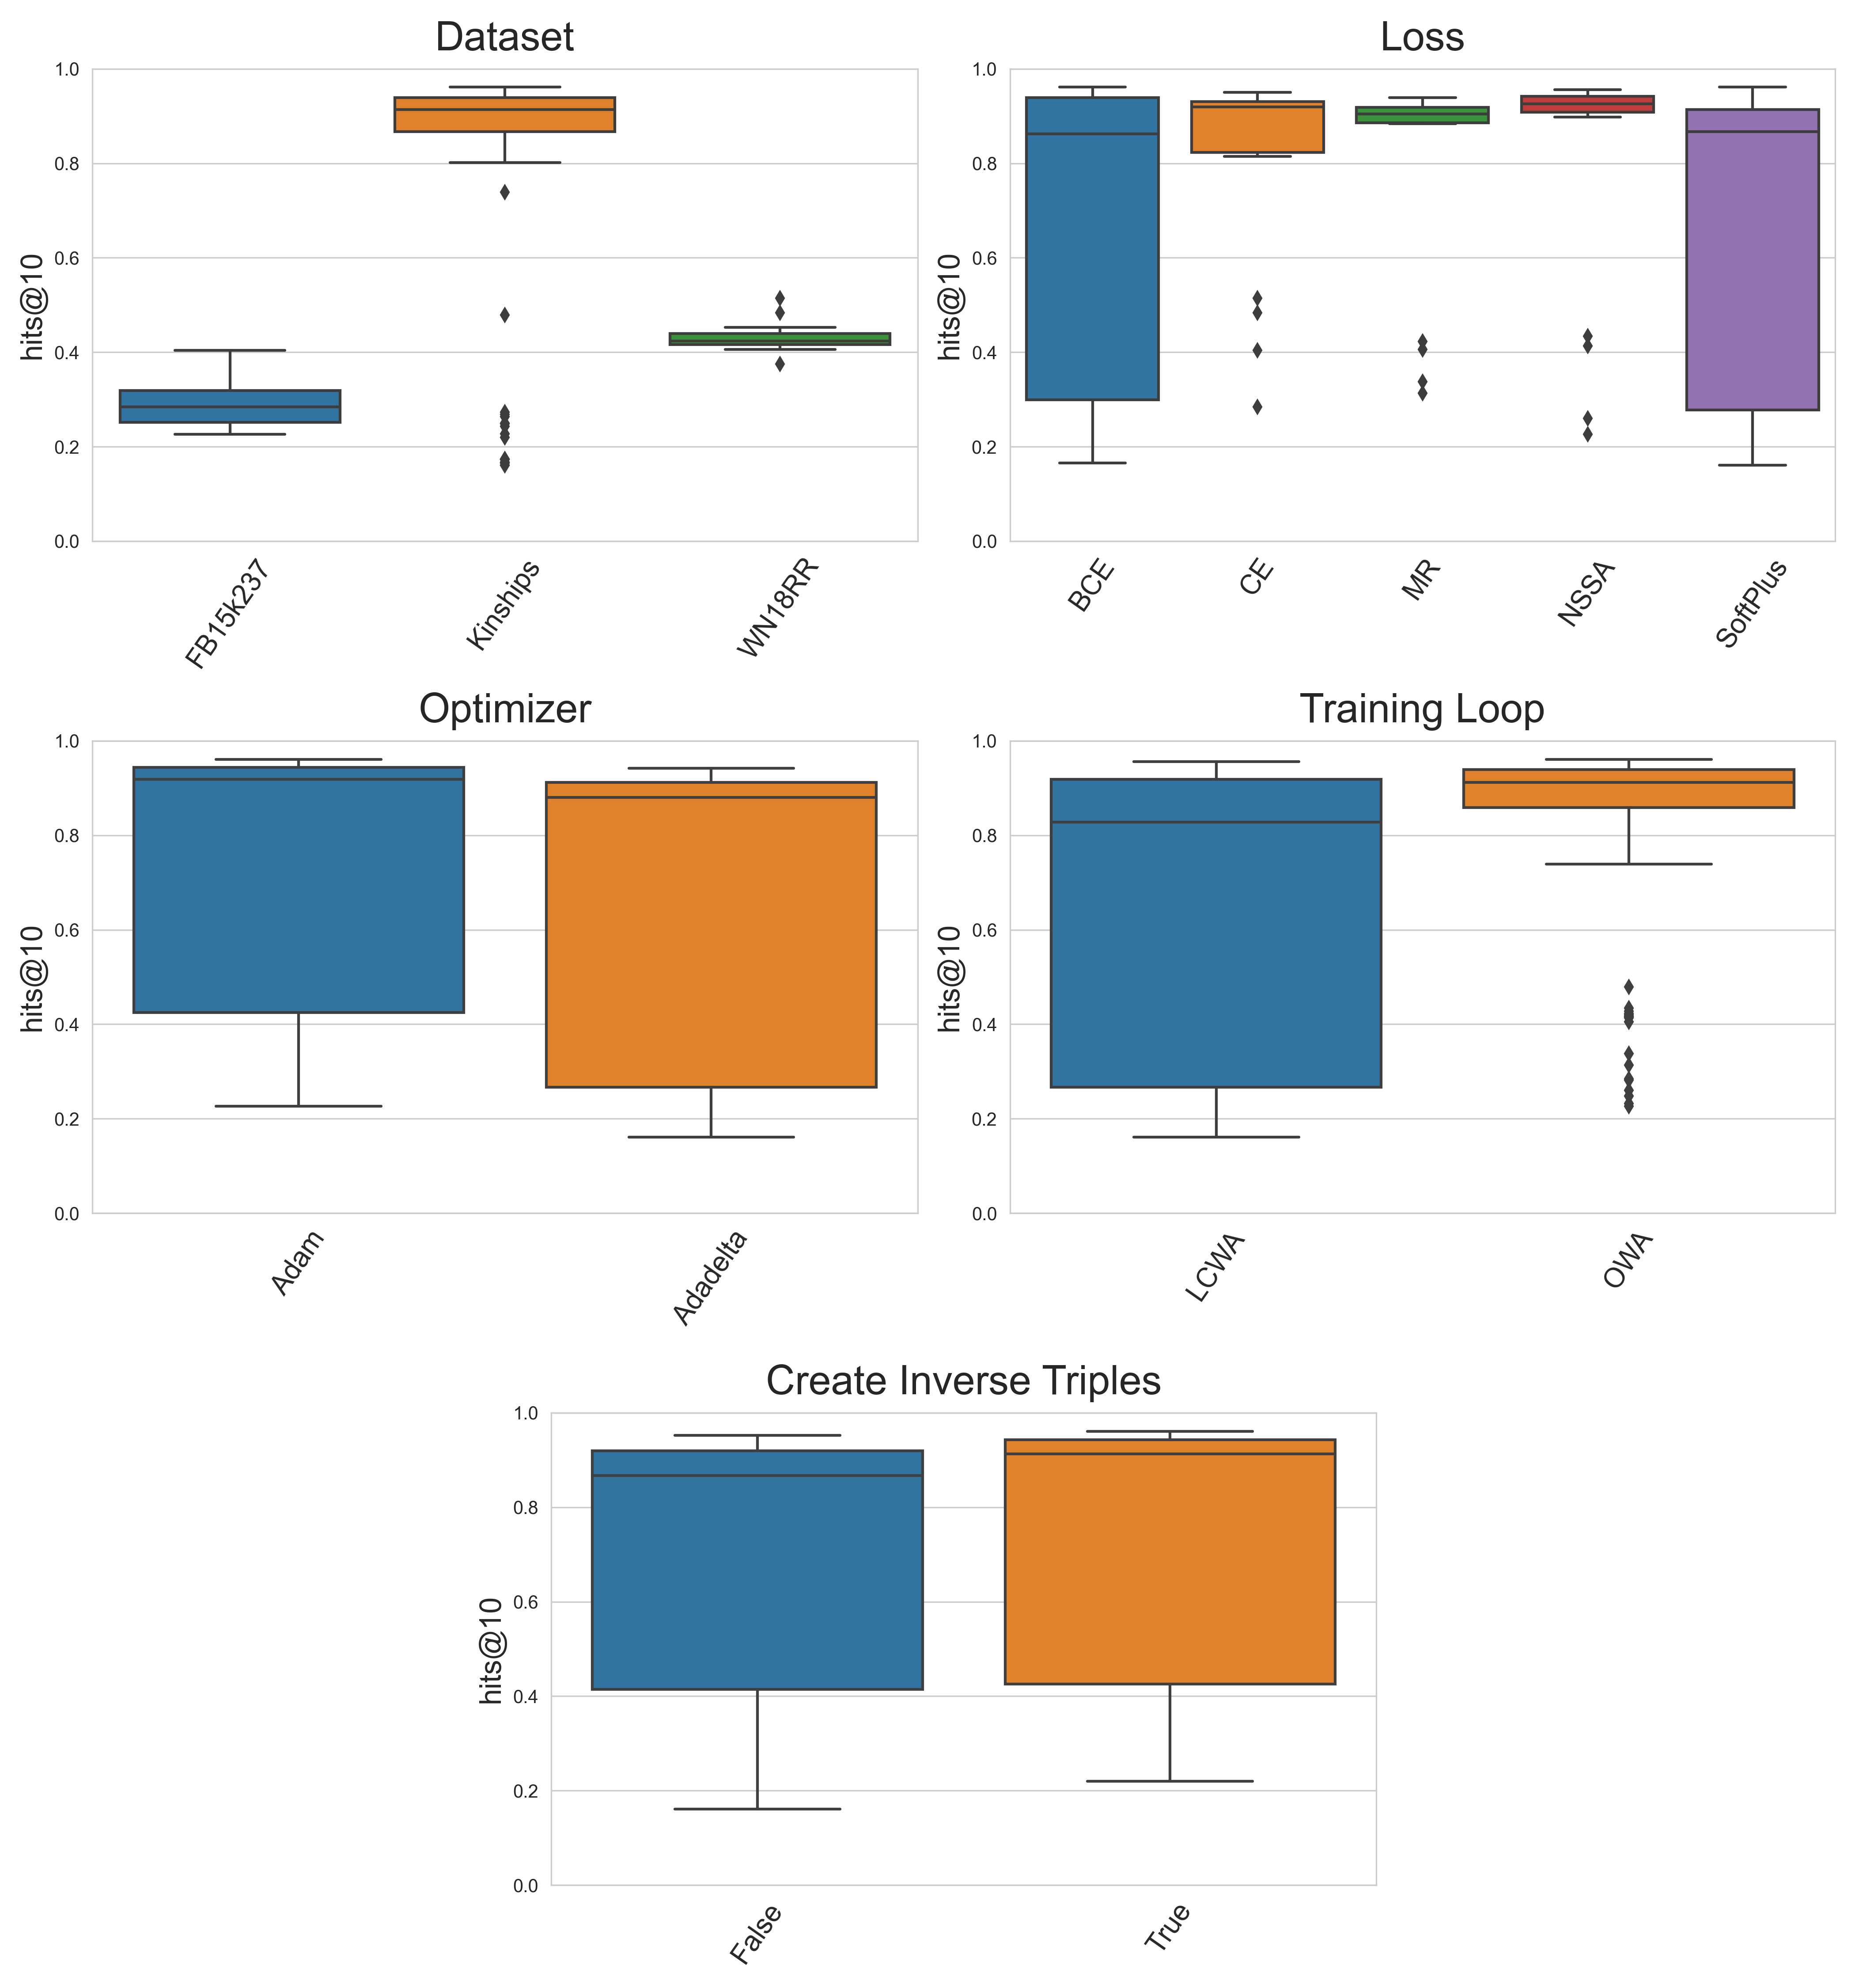 Dataset
hits@10
1.0
0.8
0.6
0.4
0.2
0.0
FB15k237
Kinships
WN18RR
Loss
hits@10
1.0
0.8
0.6
0.4
0.2
0.0
BCE
CE
MR
NSSA
SoftPlus
Optimizer
hits@10
1.0
0.8
0.6
0.4
0.2
0.0
Adam
Adadelta
Training Loop
hits@10
1.0
0.8
0.6
0.4
0.2
0.0
LCWA
OWA
Create Inverse Triples
hits@10
1.0
0.8
0.6
0.4
0.2
0.0
False
True